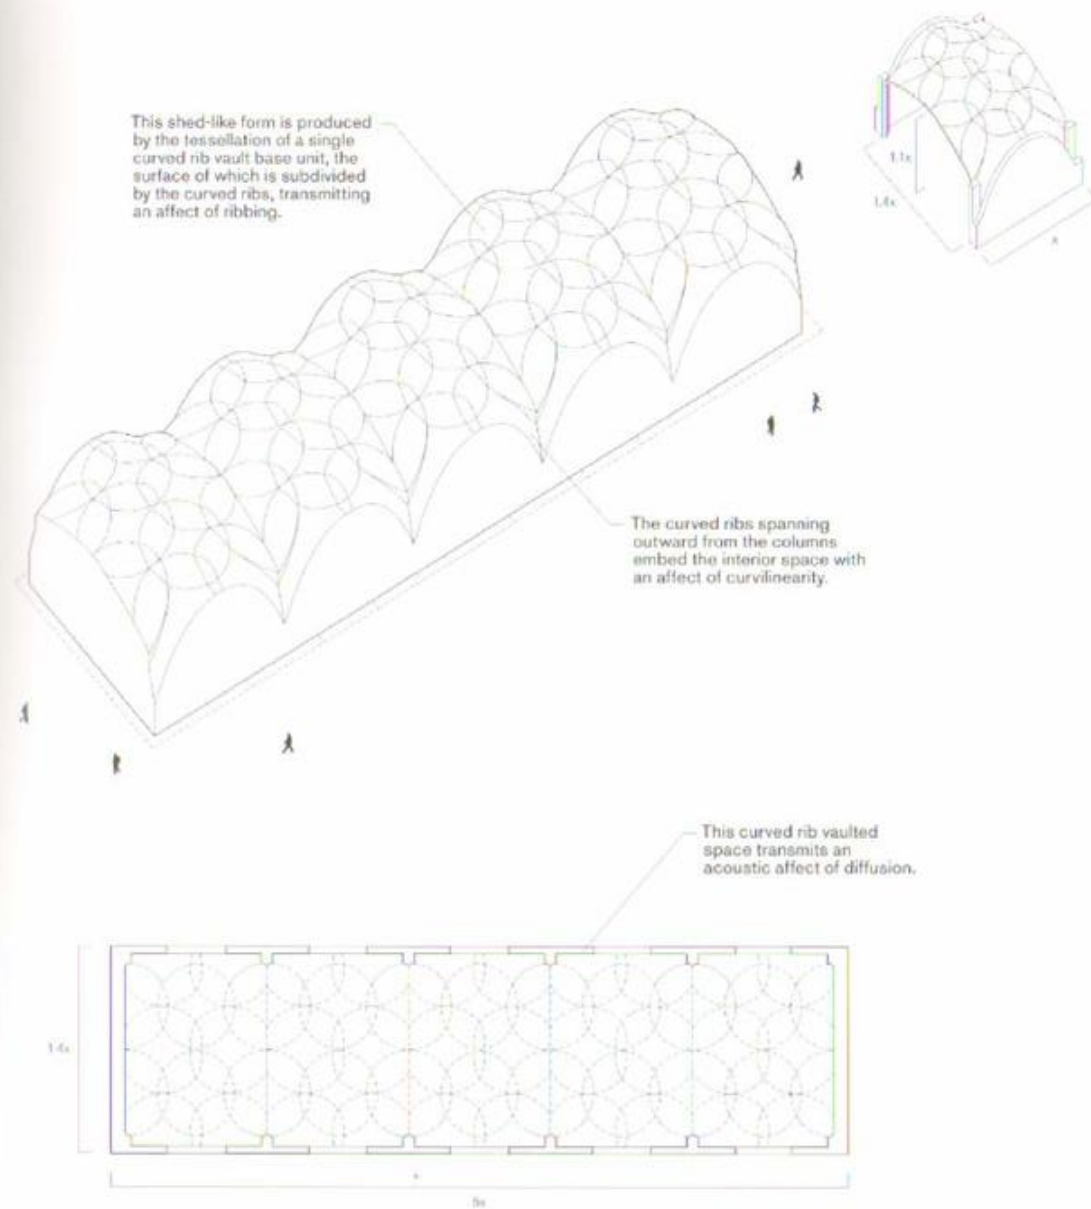 This shed-like form is produced
by the tessellation of a single
curved rib vault base unit, the
surface of which is subdivided
by the curved ribs, transmitting
an affect of ribbing.
1.1x
1.4x
x
The curved ribs spanning
outward from the columns
embed the interior space with
an affect of curvilinearity.
This curved rib vaulted
space transmits an
acoustic affect of diffusion.
1.4x
5x